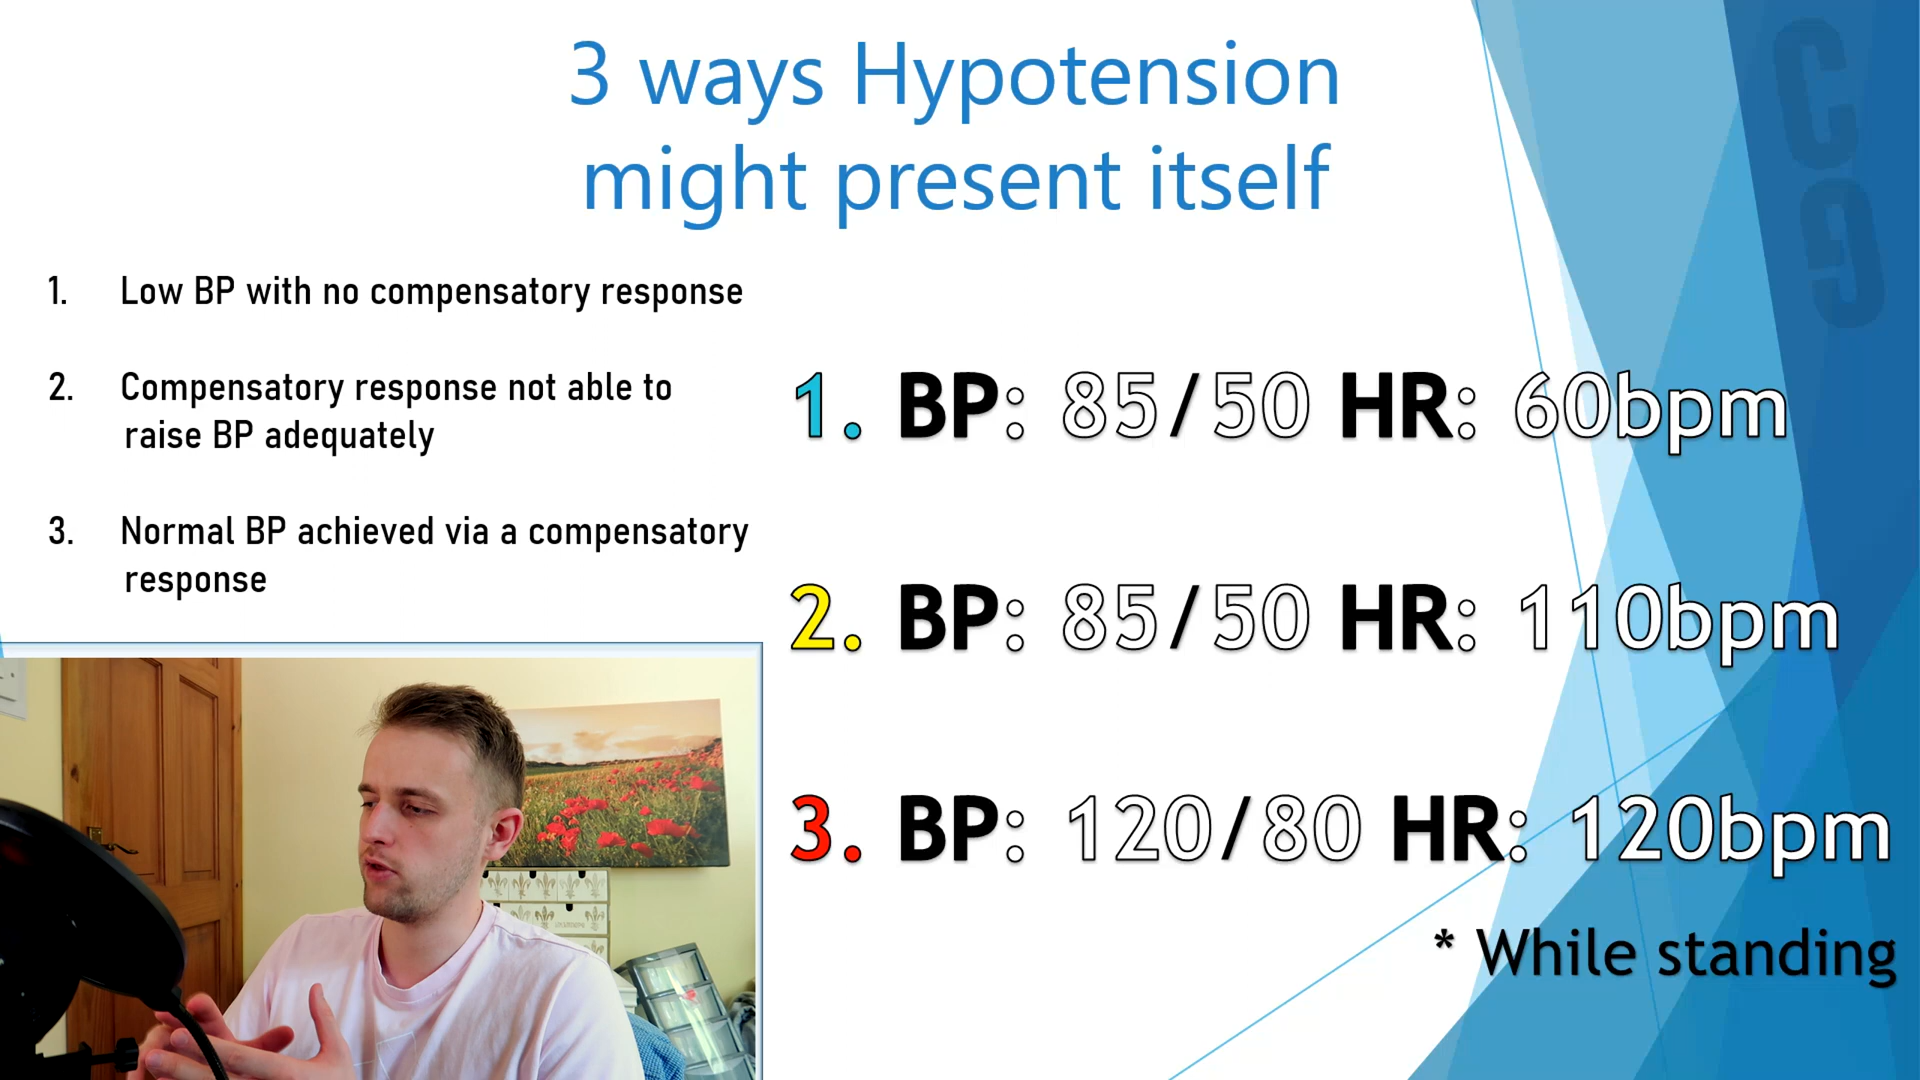 3 ways Hypotension
might present itself
1. Low BP with no compensatory response
2. Compensatory response not able to
raise BP adequately
3. Normal BP achieved via a compensatory
response
1. BP: 85/50 HR: 60bpm
2. BP: 85/50 HR: 110bpm
3. BP: 120/80 HR: 120bpm
* While standing